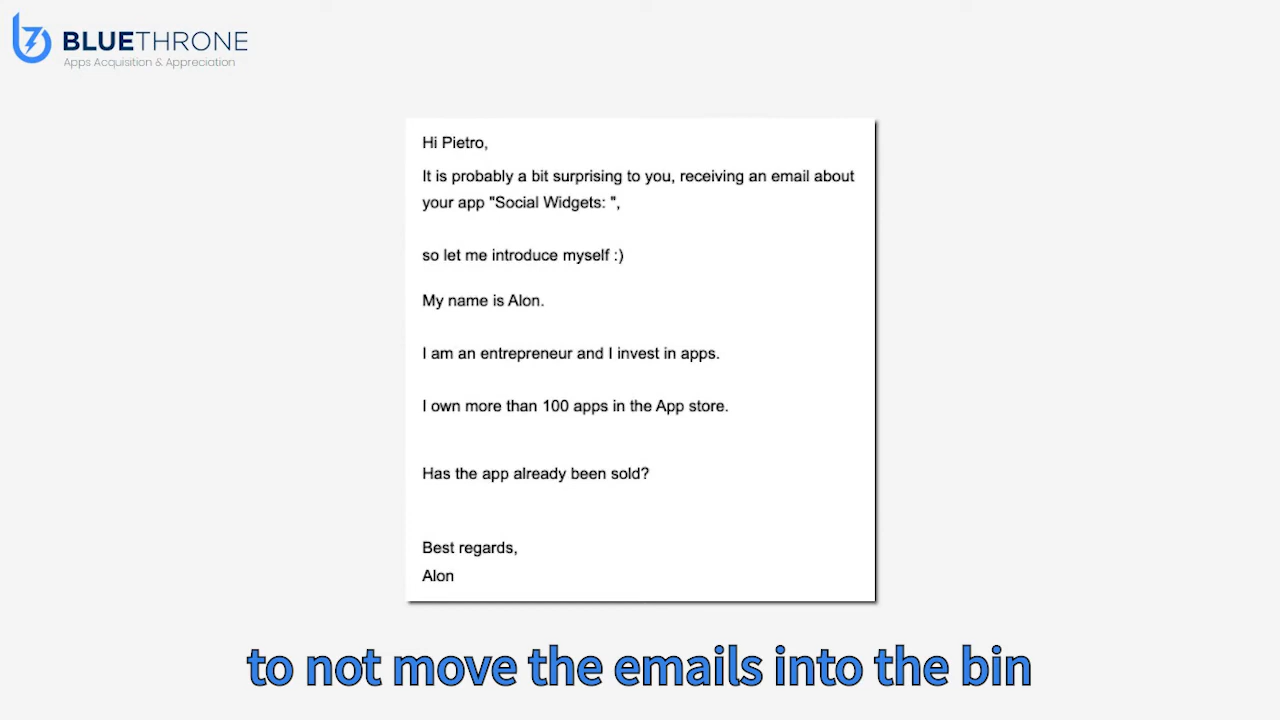 BLUETHRONE
Apps Acquisition & Appreciation
Hi Pietro,
It is probably a bit surprising to you, receiving an email about
your app "Social Widgets: ",
so let me introduce myself :)
My name is Alon.
I am an entrepreneur and I invest in apps.
I own more than 100 apps in the App store.
Has the app already been sold?
Best regards,
Alon
to not move the emails into the bin